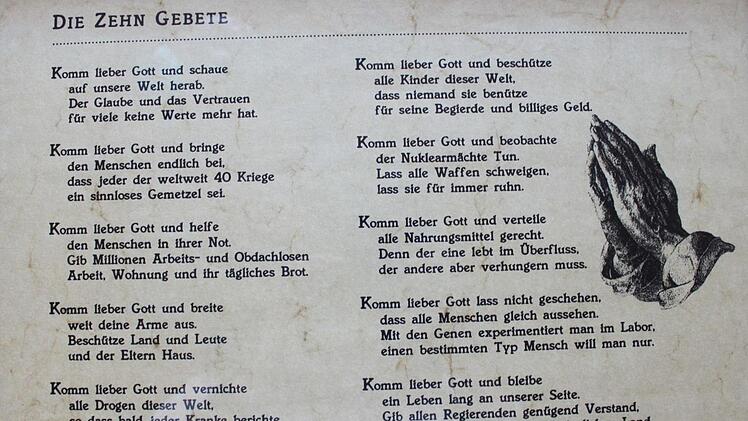 DIE ZEHN GEBETE
Komm lieber Gott und schaue
auf unsere Welt herab.
Der Glaube und das Vertrauen
für viele keine Werte mehr hat.
Komm lieber Gott und bringe
den Menschen endlich bei,
dass jeder der weltweit 40 Kriege
ein sinnloses Gemetzel sei.
Komm lieber Gott und helfe
den Menschen in ihrer Not.
Gib Millionen Arbeits- und Obdachlosen
Arbeit, Wohnung und ihr tägliches Brot.
Komm lieber Gott und breite
weit deine Arme aus.
Beschütze Land und Leute
und der Eltern Haus.
Komm lieber Gott und vernichte
alle Drogen dieser Welt,
so dass bald jeder Kranke berichte
Komm lieber Gott und beschütze
alle Kinder dieser Welt,
dass niemand sie benütze
für seine Begierde und billiges Geld.
Komm lieber Gott und beobachte
der Nuklearmächte Tun.
Lass alle Waffen schweigen,
lass sie für immer ruhn.
Komm lieber Gott und verteile
alle Nahrungsmittel gerecht.
Denn der eine lebt im Überfluss,
der andere aber verhungern muss.
Komm lieber Gott lass nicht geschehen,
dass alle Menschen gleich aussehen.
Mit den Genen experimentiert man im Labor,
einen bestimmten Typ Mensch will man nur.
Komm lieber Gott und bleibe
ein Leben lang an unserer Seite.
Gib allen Regierenden genügend Verstand,